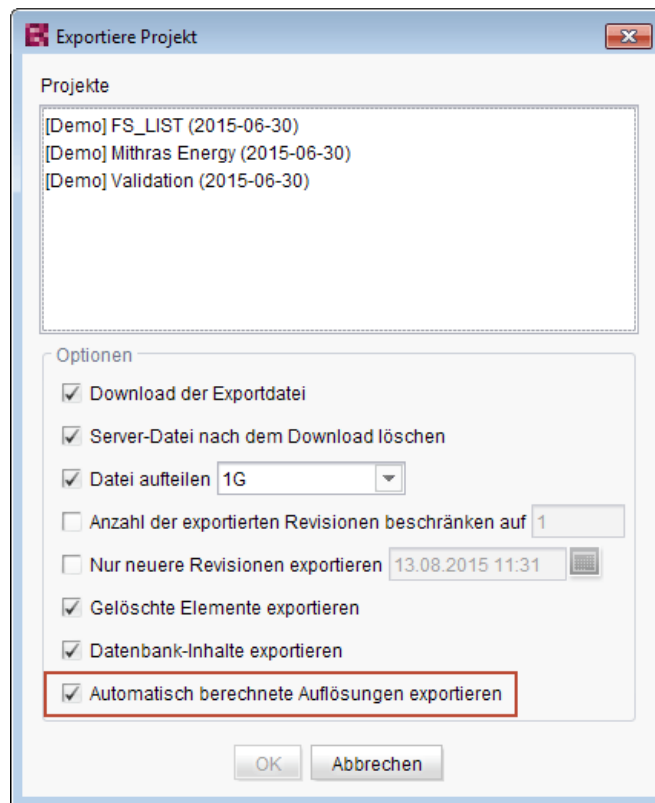 Exportiere Projekt
Projekte
[Demo] FS_LIST (2015-06-30)
[Demo] Mithras Energy (2015-06-30)
[Demo] Validation (2015-06-30)
Optionen
Download der Exportdatei
Server-Datei nach dem Download löschen
Datei aufteilen 1G
Anzahl der exportierten Revisionen beschränken auf 1
Nur neuere Revisionen exportieren 13.08.2015 11:31
Gelöschte Elemente exportieren
Datenbank-Inhalte exportieren
Automatisch berechnete Auflösungen exportieren
OK Abbrechen